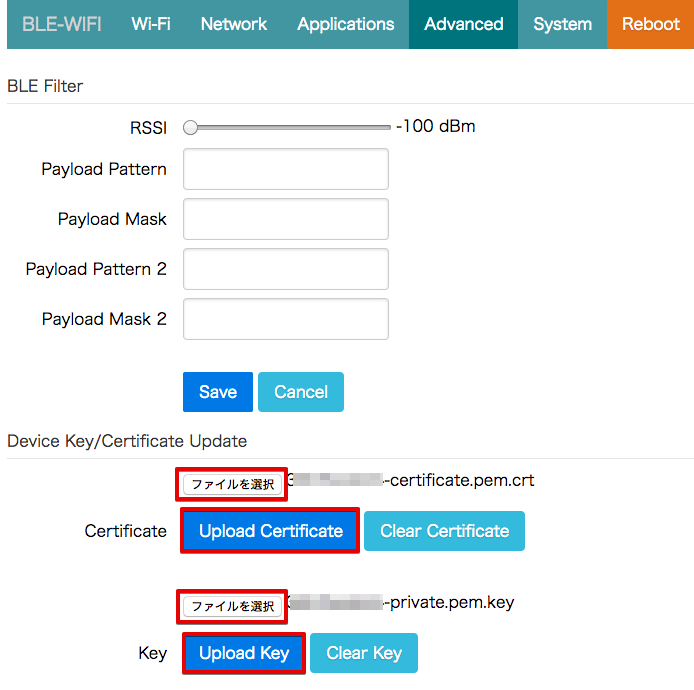 BLE-WIFI Wi-Fi Network Applications Advanced System Reboot
BLE Filter
RSSI -100 dBm
Payload Pattern
Payload Mask
Payload Pattern 2
Payload Mask 2
Save Cancel
Device Key/Certificate Update
ファイルを選択 -certificate.pem.crt
Certificate Upload Certificate Clear Certificate
ファイルを選択 -private.pem.key
Key Upload Key Clear Key